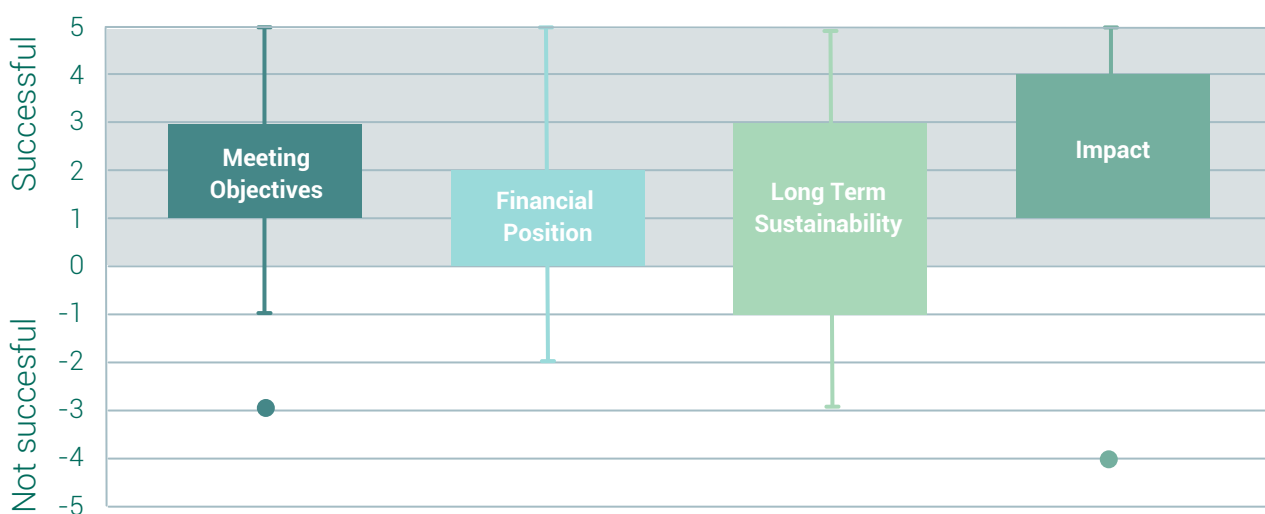 Successful
Not succesful
5
4
3
2
1
0
-1
-2
-3
-4
-5
Meeting
Objectives
Financial
Position
Long Term
Sustainability
Impact